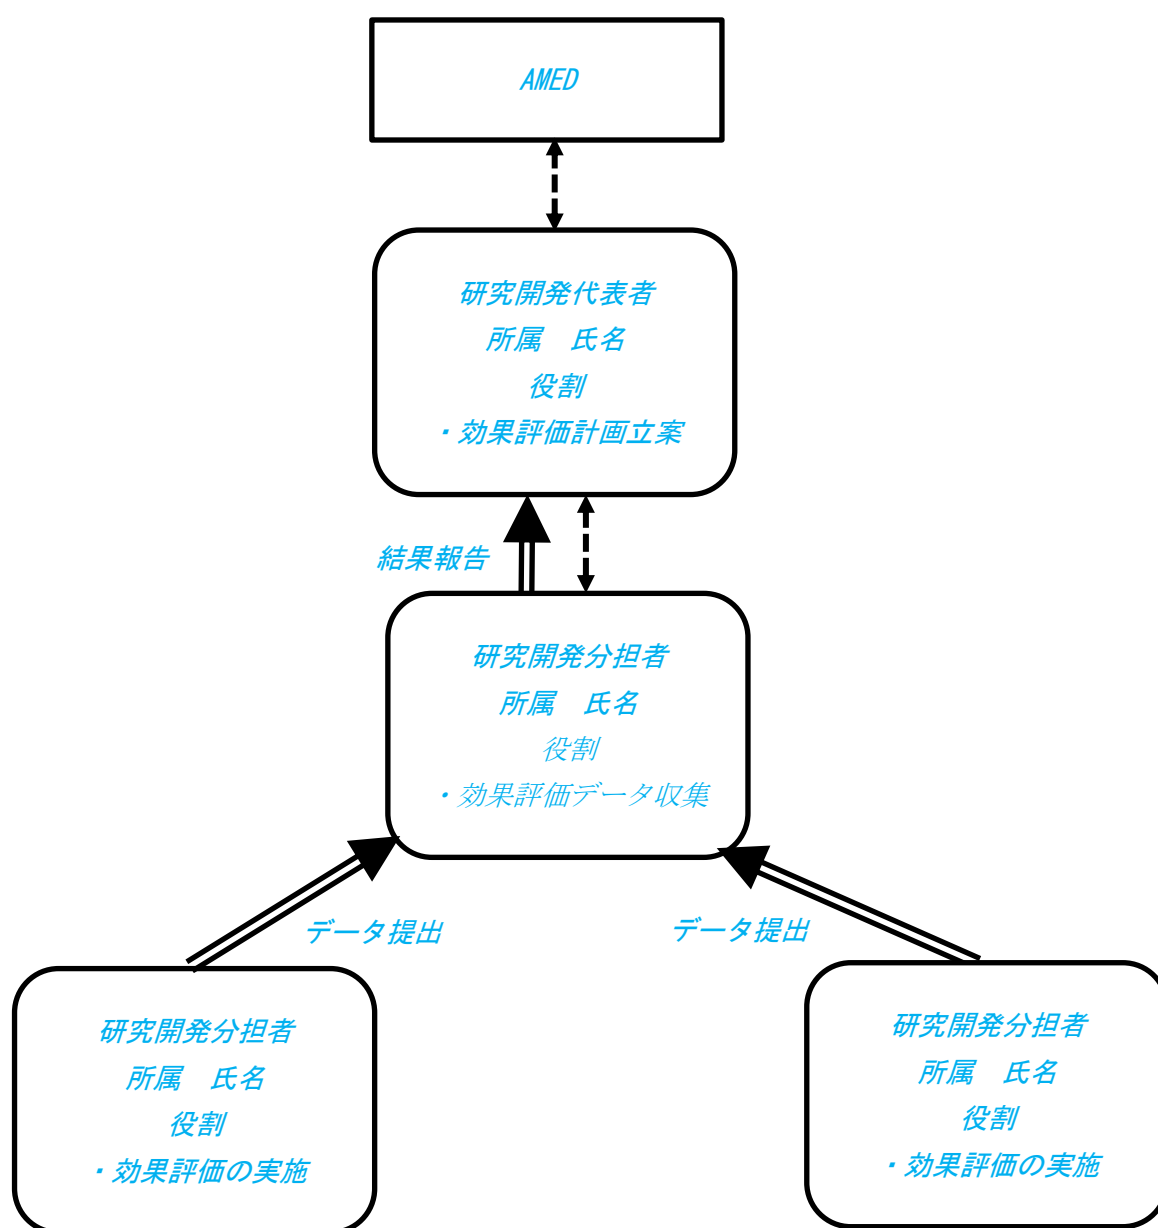 AMED
研究開発代表者
所属　氏名
役割
・効果評価計画立案
結果報告
研究開発分担者
所属　氏名
役割
・効果評価データ収集
データ提出
データ提出
研究開発分担者
所属　氏名
役割
・効果評価の実施
研究開発分担者
所属　氏名
役割
・効果評価の実施